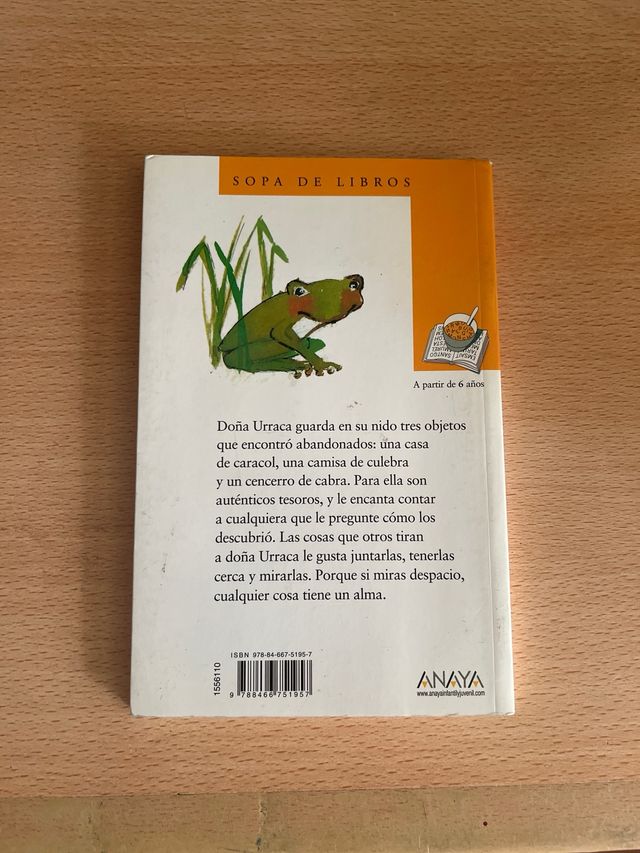 SOPA DE LIBROS
A partir de 6 años
Doña Urraca guarda en su nido tres objetos
que encontró abandonados: una casa
de caracol, una camisa de culebra
y un cencerro de cabra. Para ella son
auténticos tesoros, y le encanta contar
a cualquiera que le pregunte cómo los
descubrió. Las cosas que otros tiran
a doña Urraca le gusta juntarlas, tenerlas
cerca y mirarlas. Porque si miras despacio,
cualquier cosa tiene un alma.
ISBN 978-84-667-5195-7
1556110
9 788466 751957
ANAYA
www.anayainfantilyjuvenil.com